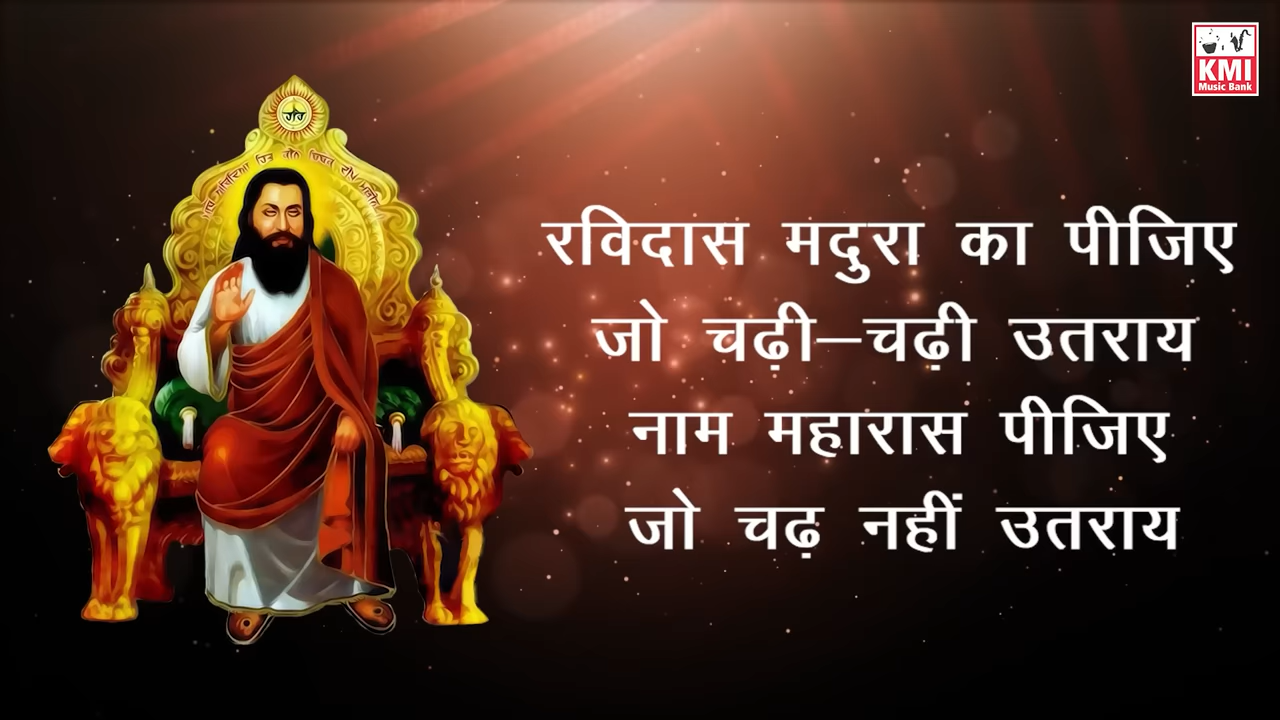 रविदास मदुरा का पीजिए
जो चढ़ी–चढ़ी उतराय
नाम महारास पीजिए
जो चढ़ नहीं उतराय
KMI
Music Bank